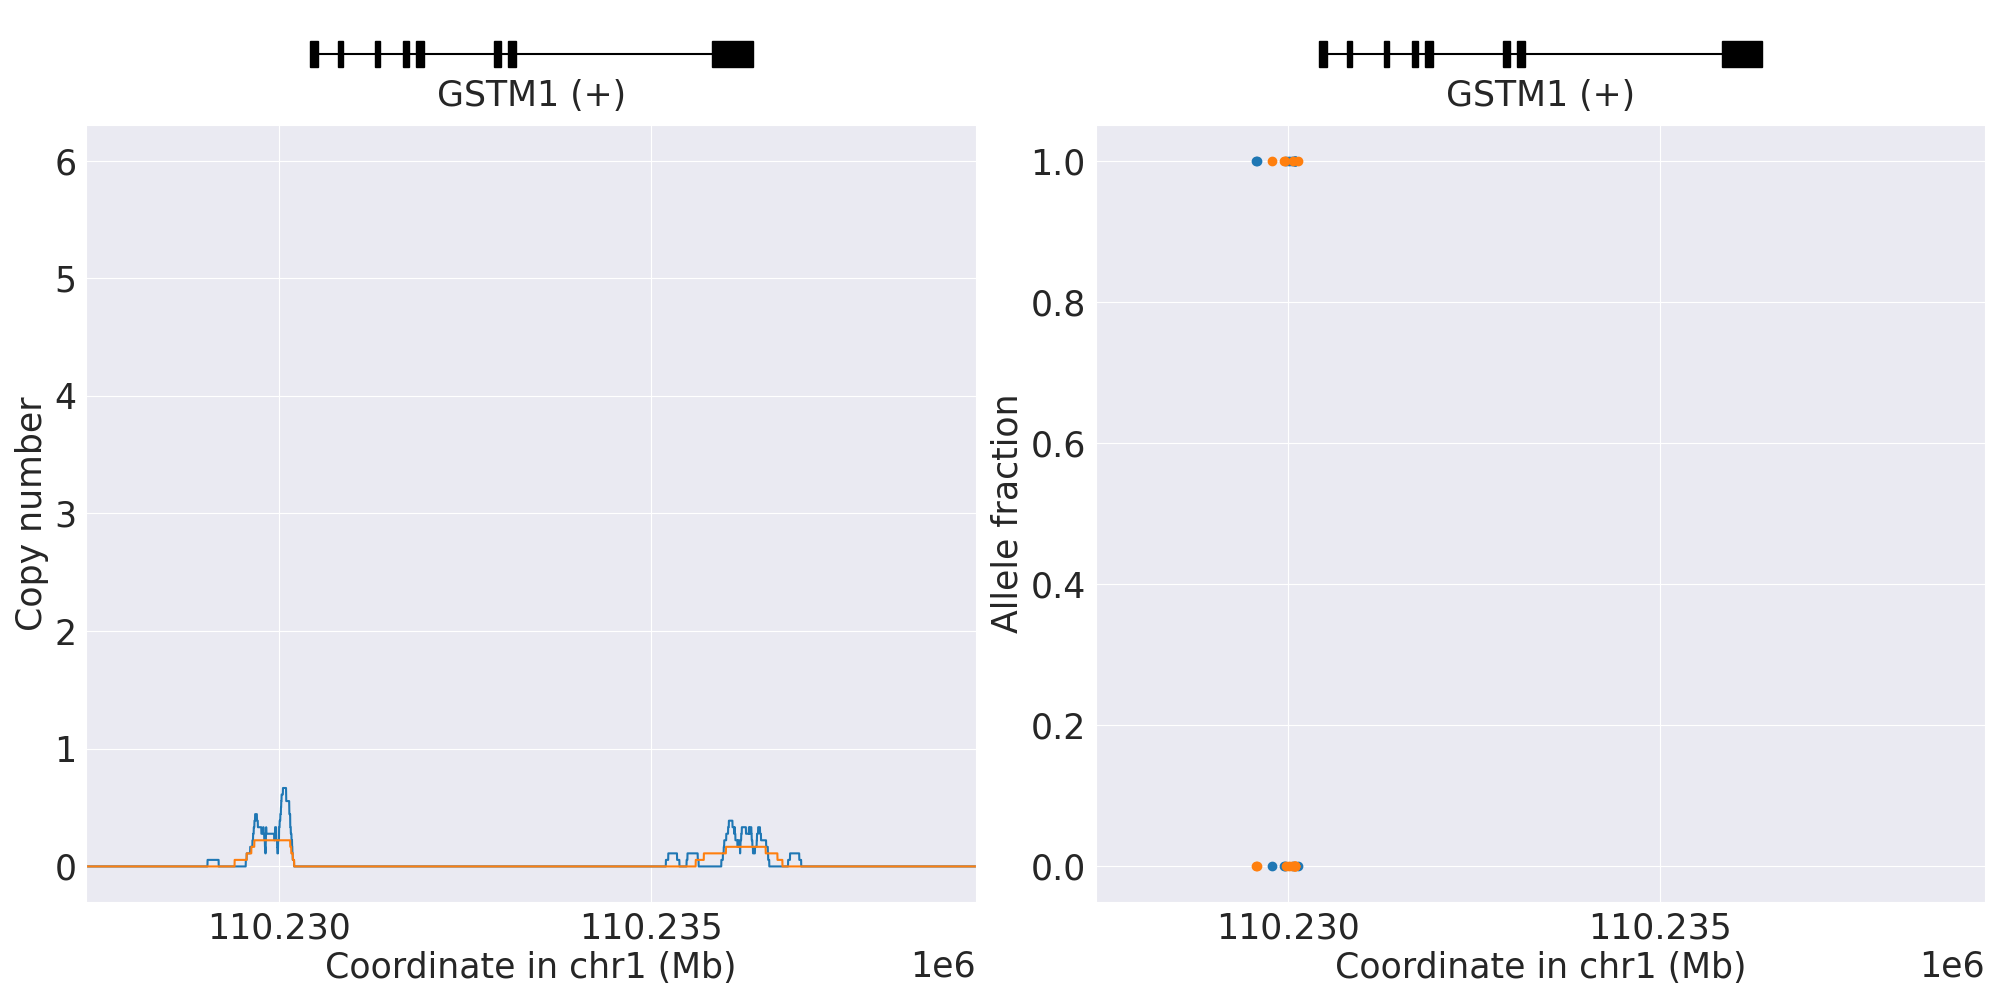 GSTM1 (+)
6
5
4
3
2
1
0
Copy number
110.230
110.235
Coordinate in chr1 (Mb)
1e6
GSTM1 (+)
1.0
0.8
0.6
0.4
0.2
0.0
Allele fraction
110.230
110.235
Coordinate in chr1 (Mb)
1e6